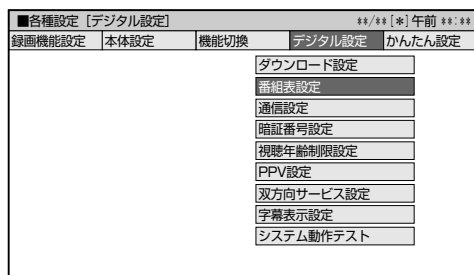 ■各種設定［デジタル設定］ **/**[*]午前 **:**
録画機能設定 本体設定 機能切換 デジタル設定 かんたん設定
ダウンロード設定
番組表設定
通信設定
暗証番号設定
視聴年齢制限設定
PPV設定
双方向サービス設定
字幕表示設定
システム動作テスト